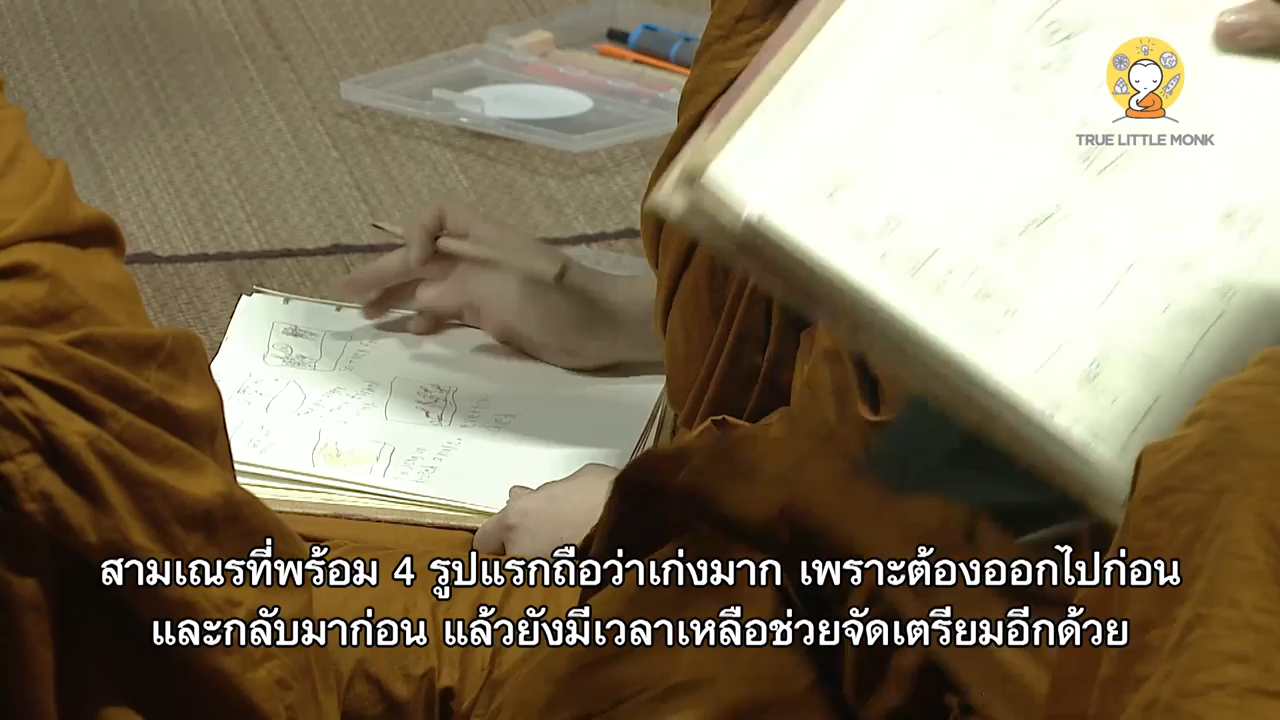 TRUE LITTLE MONK
สามเณรที่พร้อม 4 รูปแรกถือว่าเก่งมาก เพราะต้องออกไปก่อน
และกลับมาก่อน แล้วยังมีเวลาเหลือช่วยจัดเตรียมอีกด้วย